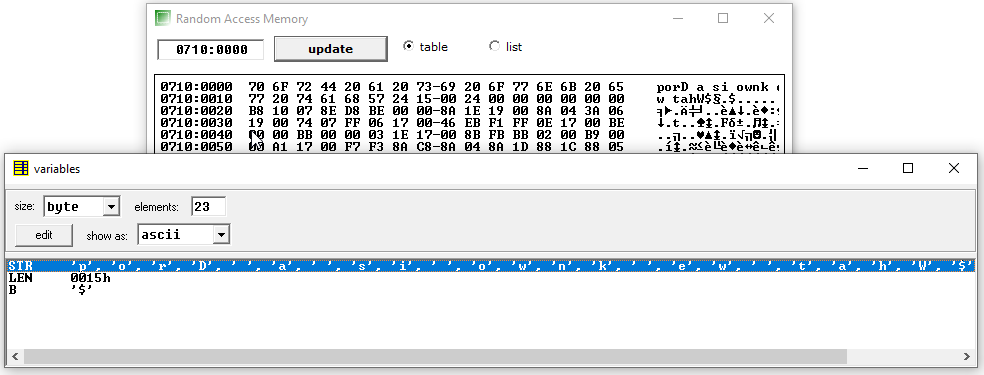 Random Access Memory
0710:0000 update table list
0710:0000 70 6F 72 44 20 61 20 73-69 20 6F 77 6E 6B 20 65 porD a si ownk
0710:0010 77 20 74 61 68 57 24 15-00 24 00 00 00 00 00 00 w tahW$§.$......
0710:0020 B8 10 07 8E D8 BE 00 00-8A 1E 19 00 8A 04 3A 06
0710:0030 19 00 74 07 FF 06 17 00-46 EB F1 FF 0E 17 00 BE
0710:0040 00 BB 00 00 03 1E 17-00 8B FB BB 02 00 B9 00
0710:0050 A1 17 00 F7 F3 8A C8-8A 04 8A 1D 88 1C 88 05
variables
size: byte elements: 23
edit show as: ascii
STR 'p','o','r','D',' ','a',' ','s','i',' ','o','w','n','k',' ','e','w',' ','t','a','h','W','$'
LEN 0015h
B '$'